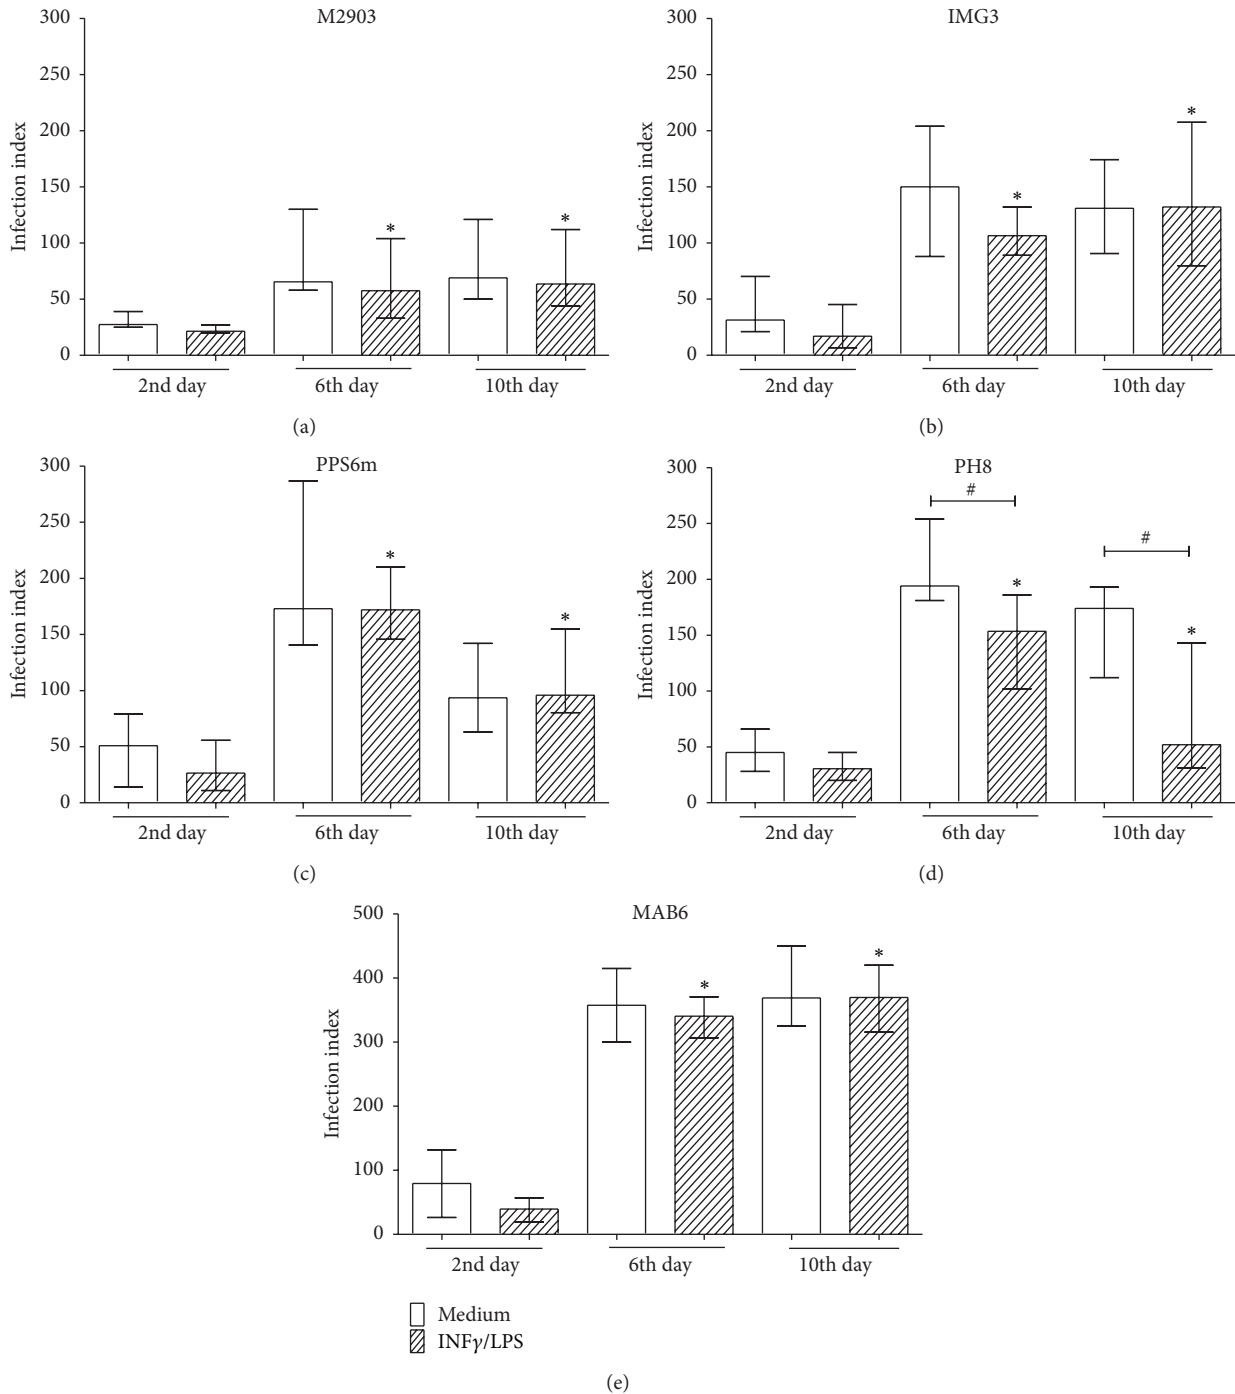 M2903
300
250
200
150
100
50
0
Infection index
*
*
2nd day
6th day
10th day
(a)
IMG3
300
250
200
150
100
50
0
Infection index
*
*
2nd day
6th day
10th day
(b)
PPS6m
300
250
200
150
100
50
0
Infection index
*
*
2nd day
6th day
10th day
(c)
PH8
300
250
200
150
100
50
0
Infection index
#
#
*
*
2nd day
6th day
10th day
(d)
MAB6
500
400
300
200
100
0
Infection index
*
*
2nd day
6th day
10th day
Medium
INFγ/LPS
(e)